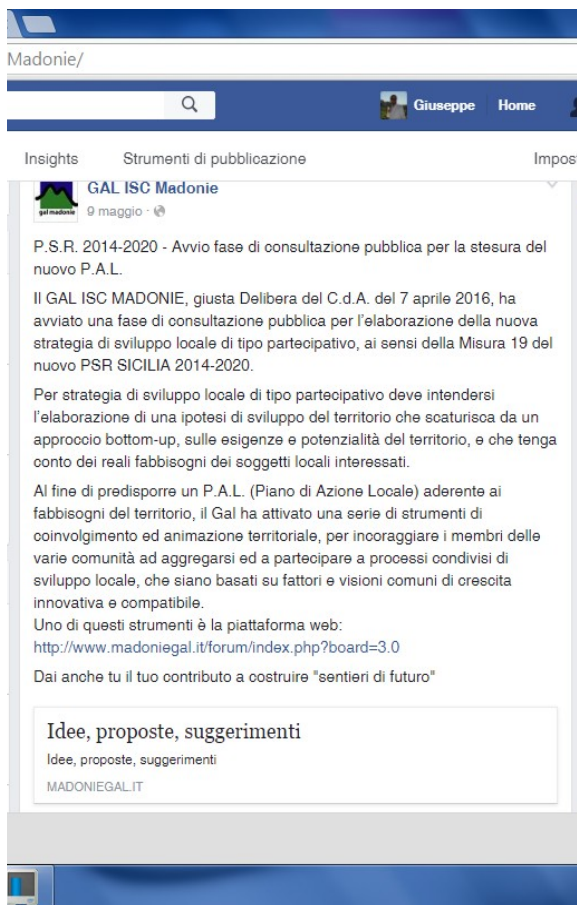 Madonie/
Giuseppe Home
Insights Strumenti di pubblicazione Impost
GAL ISC Madonie
gal madonie
9 maggio ·
P.S.R. 2014-2020 - Avvio fase di consultazione pubblica per la stesura del
nuovo P.A.L.
Il GAL ISC MADONIE, giusta Delibera del C.d.A. del 7 aprile 2016, ha
avviato una fase di consultazione pubblica per l'elaborazione della nuova
strategia di sviluppo locale di tipo partecipativo, ai sensi della Misura 19 del
nuovo PSR SICILIA 2014-2020.
Per strategia di sviluppo locale di tipo partecipativo deve intendersi
l'elaborazione di una ipotesi di sviluppo del territorio che scaturisca da un
approccio bottom-up, sulle esigenze e potenzialità del territorio, e che tenga
conto dei reali fabbisogni dei soggetti locali interessati.
Al fine di predisporre un P.A.L. (Piano di Azione Locale) aderente ai
fabbisogni del territorio, il Gal ha attivato una serie di strumenti di
coinvolgimento ed animazione territoriale, per incoraggiare i membri delle
varie comunità ad aggregarsi ed a partecipare a processi condivisi di
sviluppo locale, che siano basati su fattori e visioni comuni di crescita
innovativa e compatibile.
Uno di questi strumenti è la piattaforma web:
http://www.madoniegal.it/forum/index.php?board=3.0
Dai anche tu il tuo contributo a costruire "sentieri di futuro"
Idee, proposte, suggerimenti
Idee, proposte, suggerimenti
MADONIEGAL.IT